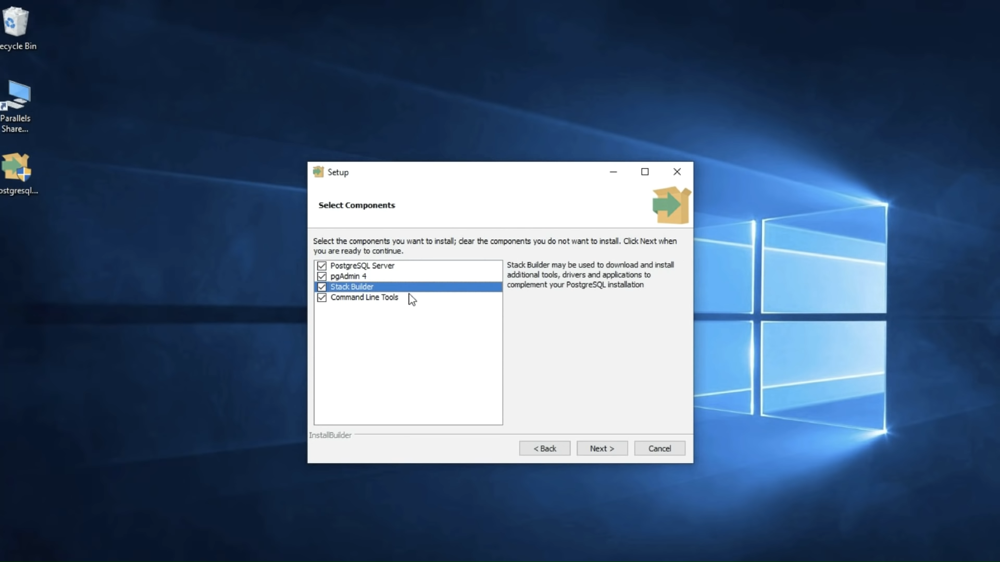 ecycle Bin
Parallels
Share...
ostgresql...
Setup
Select Components
Select the components you want to install; clear the components you do not want to install. Click Next when
you are ready to continue.
PostgreSQL Server
pgAdmin 4
Stack Builder
Command Line Tools
Stack Builder may be used to download and install
additional tools, drivers and applications to
complement your PostgreSQL installation
InstallBuilder
< Back
Next >
Cancel